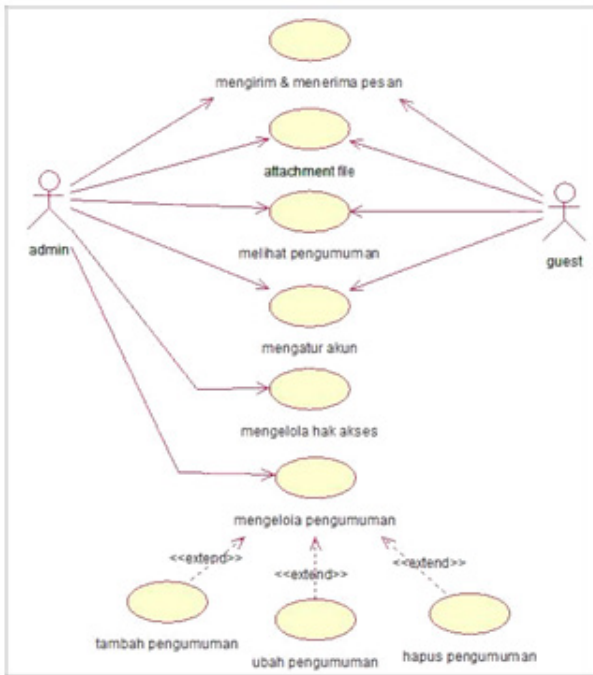 mengirim & menerima pesan
attachment file
admin
melihat pengumuman
guest
mengatur akun
mengelola hak akses
mengelola pengumuman
<<extend>>
<<extend>>
<<extend>>
tambah pengumuman
ubah pengumuman
hapus pengumuman